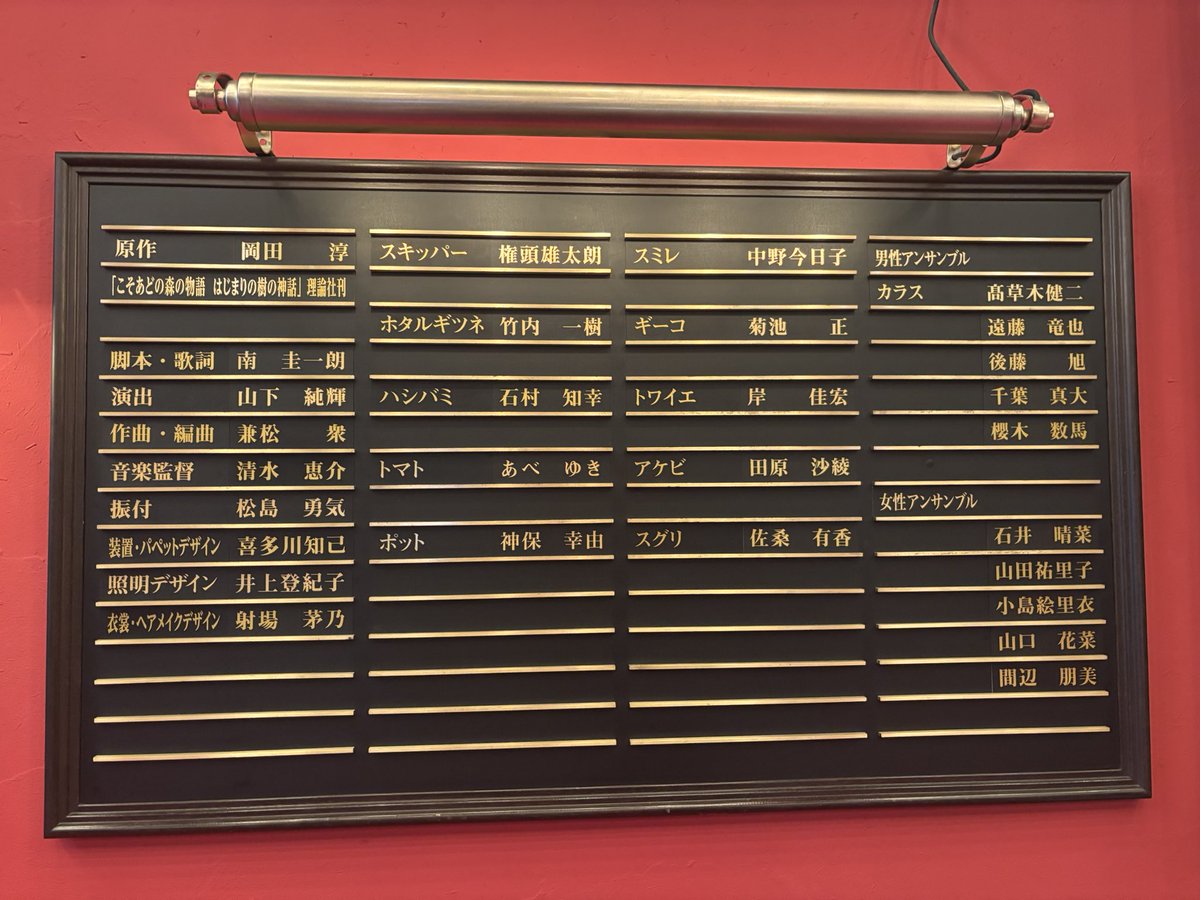 原作 岡田 淳
「こそあどの森の物語 はじまりの樹の神話」理論社刊
脚本・歌詞 南 圭一朗
演出 山下 純輝
作曲・編曲 兼松 衆
音楽監督 清水 恵介
振付 松島 勇気
装置・パペットデザイン 喜多川知己
照明デザイン 井上登紀子
衣裳・ヘアメイクデザイン 射場 茅乃
スキッパー 権頭雄太朗
ホタルギツネ 竹内 一樹
ハシバミ 石村 知幸
トマト あべ ゆき
ポット 神保 幸由
スミレ 中野今日子
ギーコ 菊池 正
トワイエ 岸 佳宏
アケビ 田原 沙綾
スグリ 佐桑 有香
男性アンサンブル
カラス 髙草木健二
遠藤 竜也
後藤 旭
千葉 真大
櫻木 数馬
女性アンサンブル
石井 晴菜
山田祐里子
小島絵里衣
山口 花菜
間辺 朋美